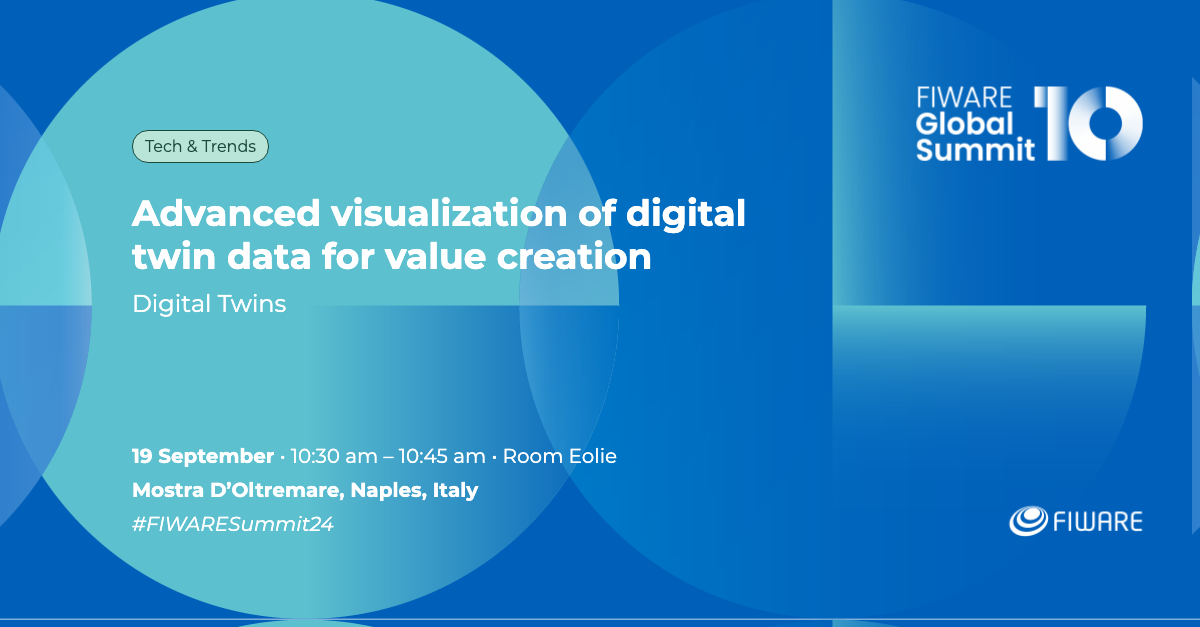 Tech & Trends
Advanced visualization of digital
twin data for value creation
Digital Twins
19 September · 10:30 am – 10:45 am · Room Eolie
Mostra D’Oltremare, Naples, Italy
#FIWARESummit24
FIWARE
Global
Summit
10
FIWARE